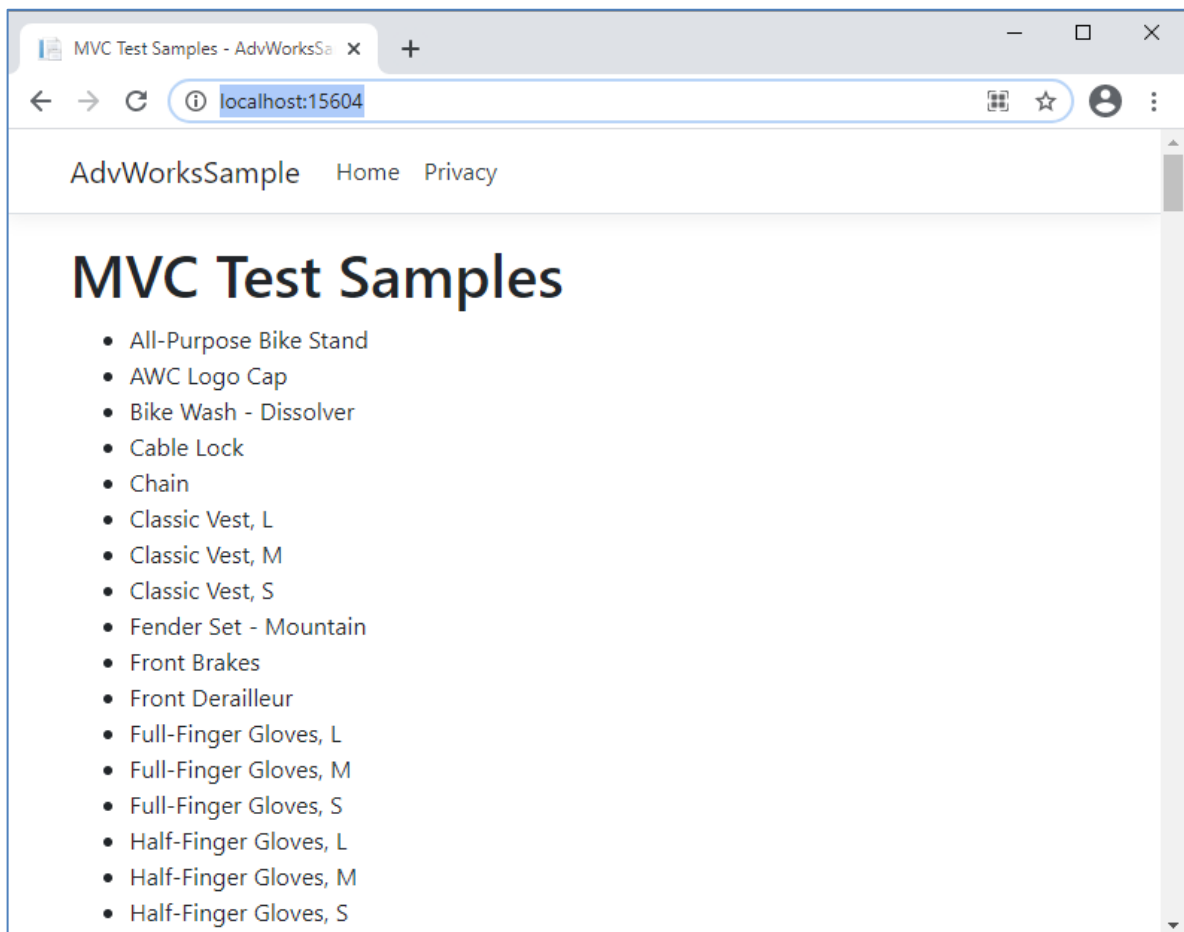 MVC Test Samples - AdvWorksSa
localhost:15604
AdvWorksSample Home Privacy
MVC Test Samples
All-Purpose Bike Stand
AWC Logo Cap
Bike Wash - Dissolver
Cable Lock
Chain
Classic Vest, L
Classic Vest, M
Classic Vest, S
Fender Set - Mountain
Front Brakes
Front Derailleur
Full-Finger Gloves, L
Full-Finger Gloves, M
Full-Finger Gloves, S
Half-Finger Gloves, L
Half-Finger Gloves, M
Half-Finger Gloves, S